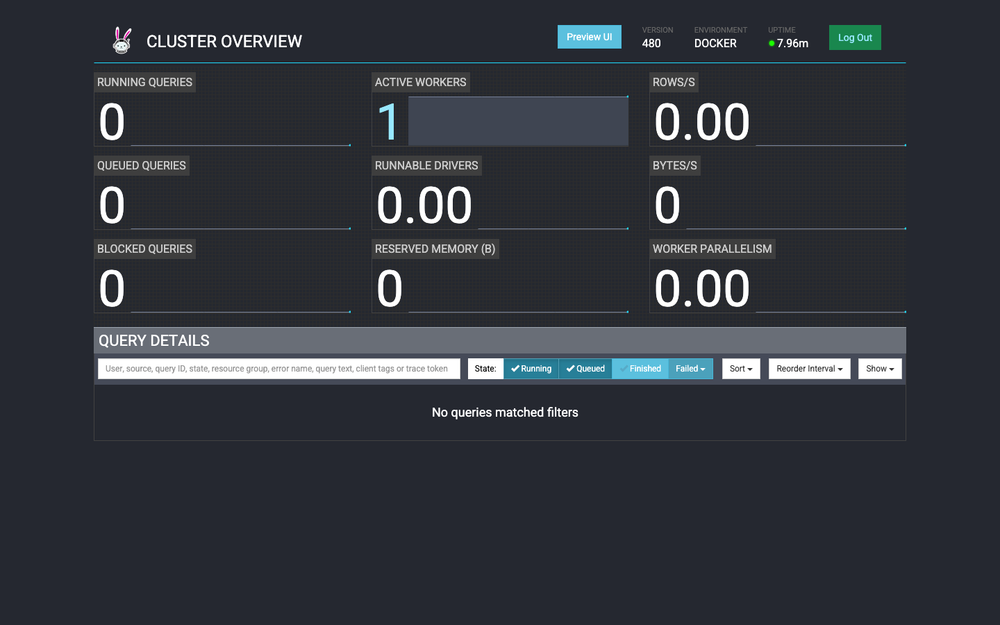 CLUSTER OVERVIEW
Preview UI
VERSION
480
ENVIRONMENT
DOCKER
UPTIME
7.96m
Log Out
RUNNING QUERIES
0
ACTIVE WORKERS
1
ROWS/S
0.00
QUEUED QUERIES
0
RUNNABLE DRIVERS
0.00
BYTES/S
0
BLOCKED QUERIES
0
RESERVED MEMORY (B)
0
WORKER PARALLELISM
0.00
QUERY DETAILS
User, source, query ID, state, resource group, error name, query text, client tags or trace token
State:
Running
Queued
Finished
Failed
Sort
Reorder Interval
Show
No queries matched filters